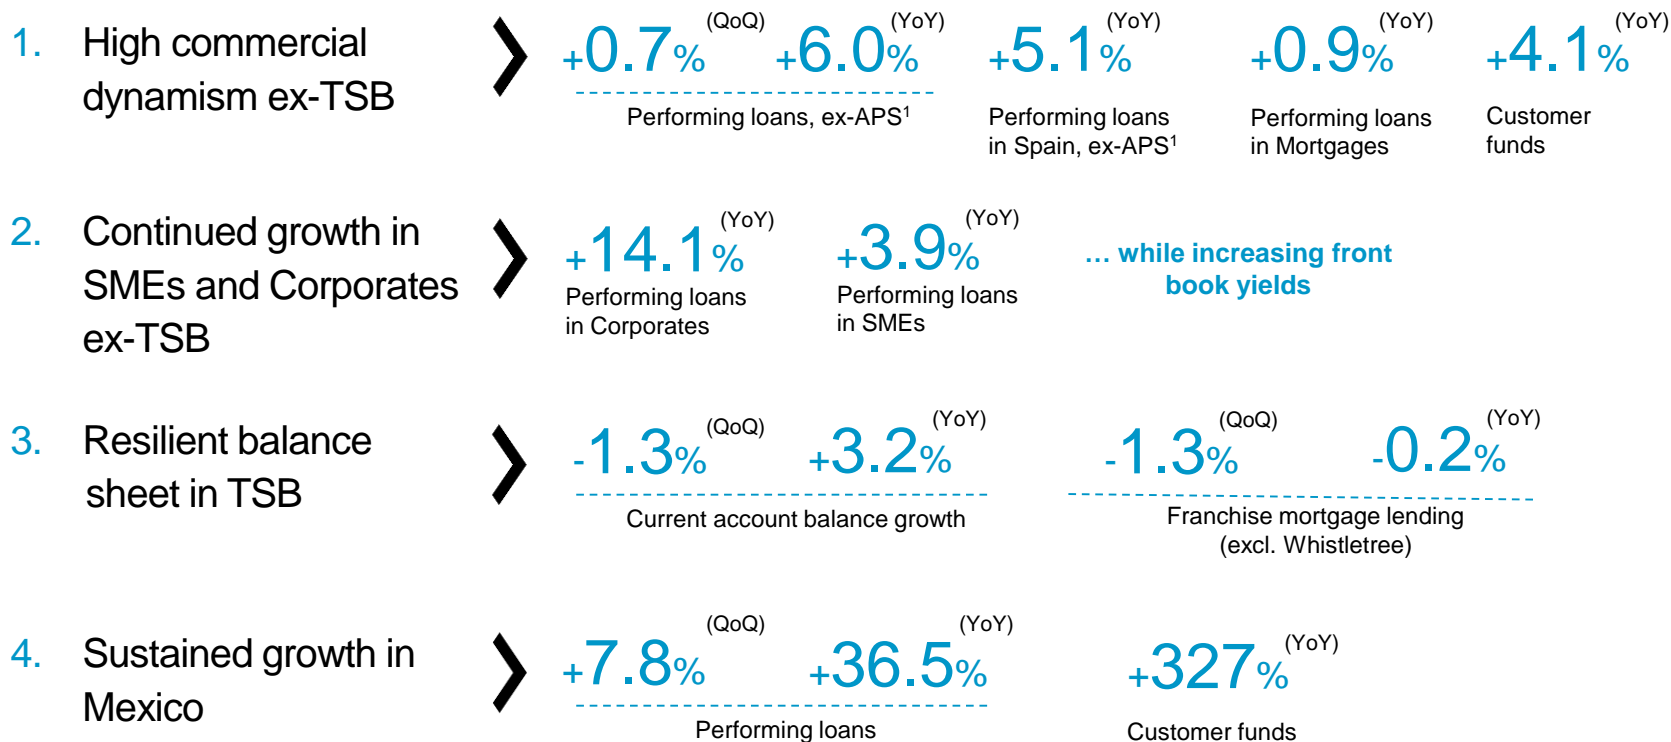 1. High commercial
dynamism ex-TSB
+0.7% (QoQ)
+6.0% (YoY)
Performing loans, ex-APS¹
+5.1% (YoY)
Performing loans
in Spain, ex-APS¹
+0.9% (YoY)
Performing loans
in Mortgages
+4.1% (YoY)
Customer
funds
2. Continued growth in
SMEs and Corporates
ex-TSB
+14.1% (YoY)
Performing loans
in Corporates
+3.9% (YoY)
Performing loans
in SMEs
... while increasing front
book yields
3. Resilient balance
sheet in TSB
-1.3% (QoQ)
+3.2% (YoY)
Current account balance growth
-1.3% (QoQ)
-0.2% (YoY)
Franchise mortgage lending
(excl. Whistletree)
4. Sustained growth in
Mexico
+7.8% (QoQ)
+36.5% (YoY)
Performing loans
+327% (YoY)
Customer funds